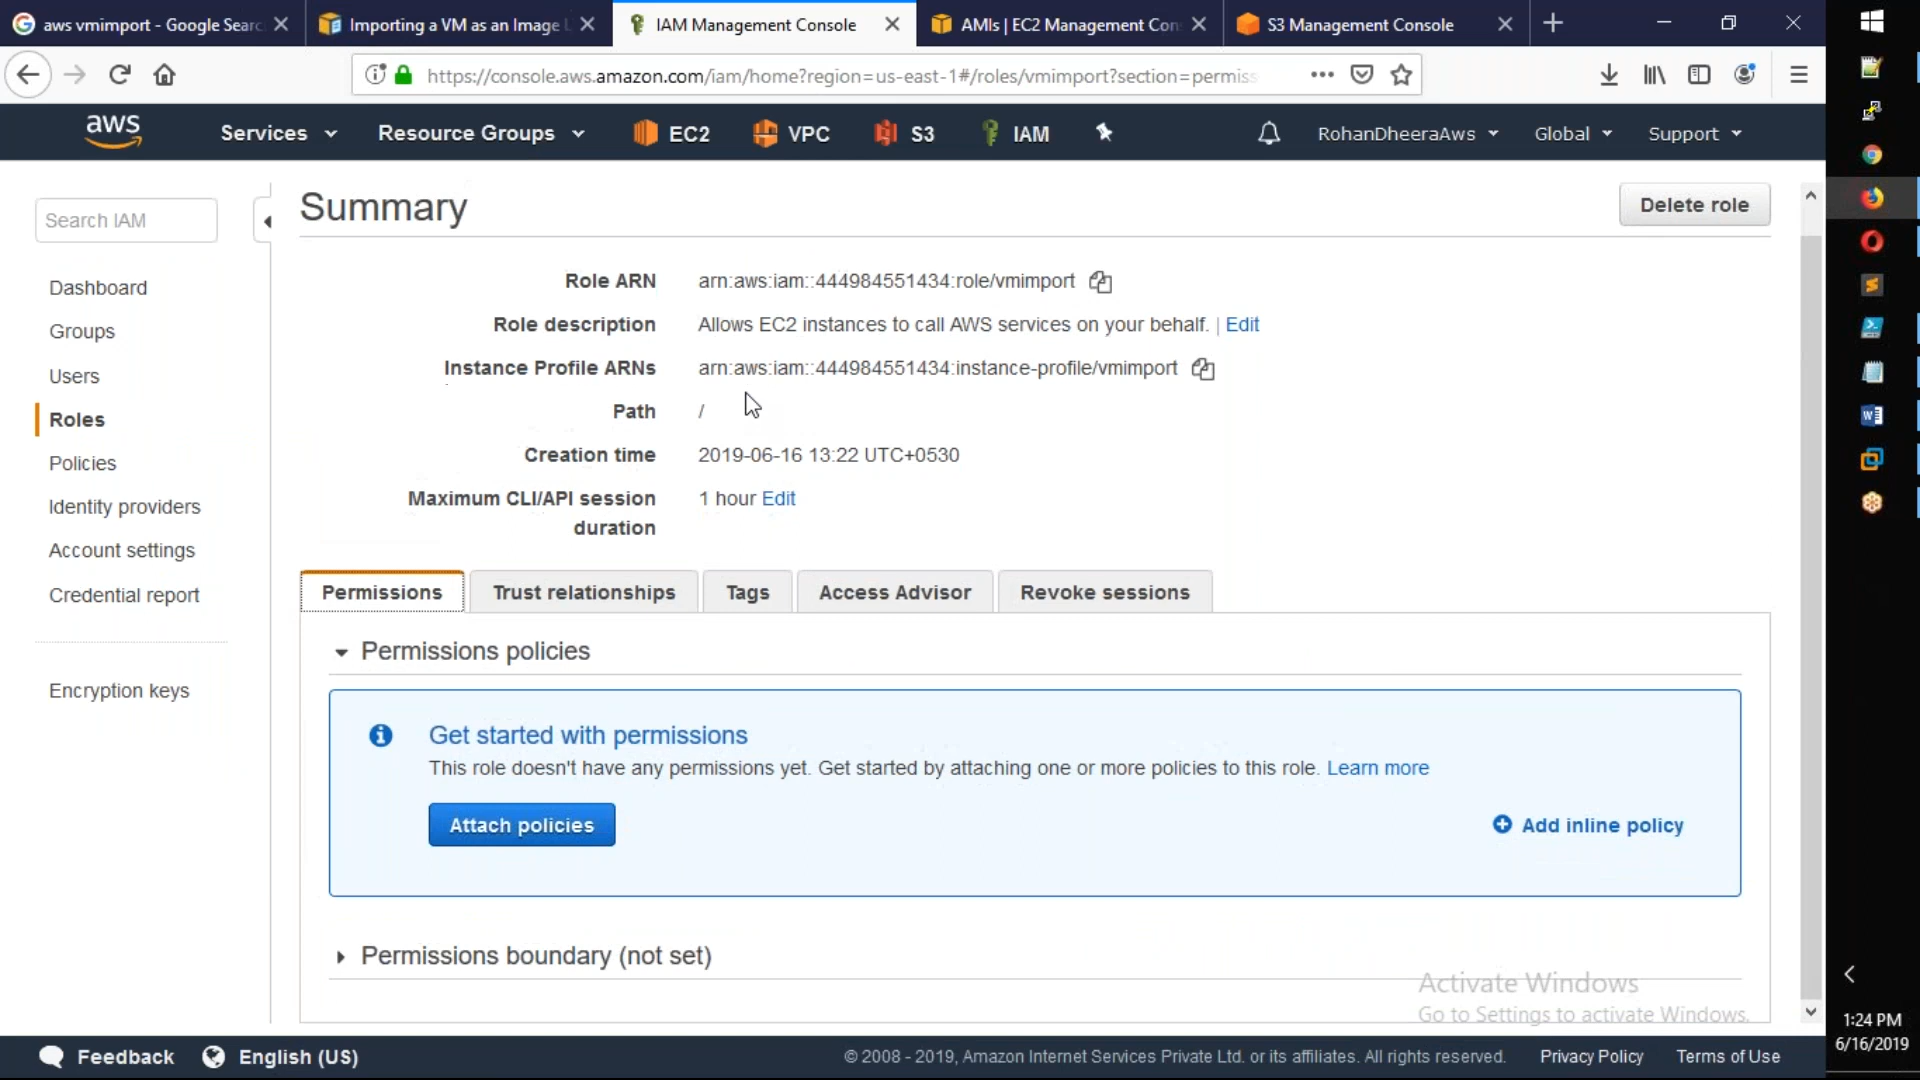 aws vmimport - Google Searc
Importing a VM as an Image
IAM Management Console
AMIs | EC2 Management Con
S3 Management Console
https://console.aws.amazon.com/iam/home?region=us-east-1#/roles/vmimport?section=permiss
aws
Services
Resource Groups
EC2
VPC
S3
IAM
RohanDheeraAws
Global
Support
Search IAM
Dashboard
Groups
Users
Roles
Policies
Identity providers
Account settings
Credential report
Encryption keys
Summary
Delete role
Role ARN arn:aws:iam::444984551434:role/vmimport
Role description Allows EC2 instances to call AWS services on your behalf. | Edit
Instance Profile ARNs arn:aws:iam::444984551434:instance-profile/vmimport
Path /
Creation time 2019-06-16 13:22 UTC+0530
Maximum CLI/API session
duration
1 hour Edit
Permissions
Trust relationships
Tags
Access Advisor
Revoke sessions
Permissions policies
Get started with permissions
This role doesn't have any permissions yet. Get started by attaching one or more policies to this role. Learn more
Attach policies
Add inline policy
Permissions boundary (not set)
Activate Windows
Go to Settings to activate Windows.
1:24 PM
6/16/2019
Feedback
English (US)
© 2008 - 2019, Amazon Internet Services Private Ltd. or its affiliates. All rights reserved.
Privacy Policy
Terms of Use